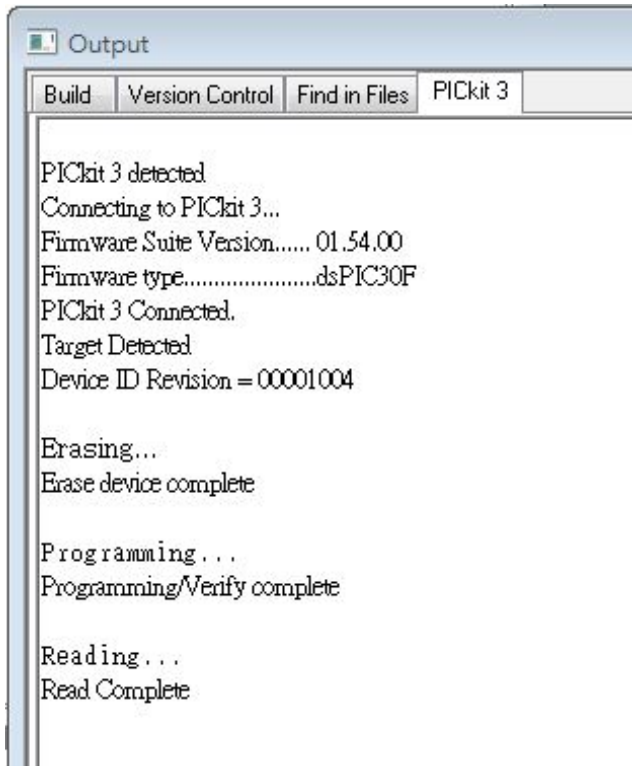 Output
Build Version Control Find in Files PICkit 3
PICkit 3 detected
Connecting to PICkit 3...
Firmware Suite Version...... 01.54.00
Firmware type......................dsPIC30F
PICkit 3 Connected.
Target Detected
Device ID Revision = 00001004
Erasing...
Erase device complete
Programming...
Programming/Verify complete
Reading...
Read Complete